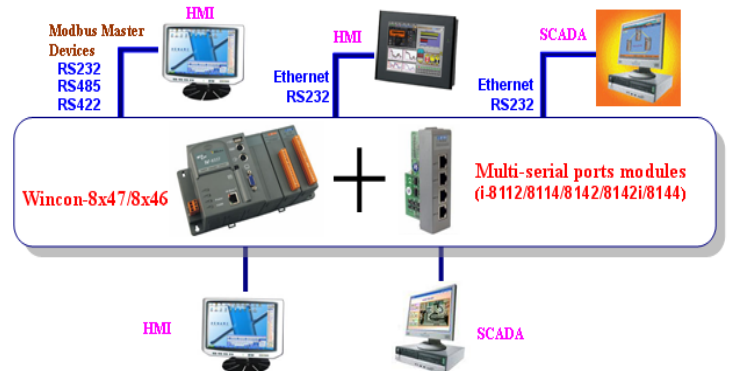 HMI
Modbus Master
Devices
RS232
RS485
RS422
HMI
Ethernet
RS232
SCADA
Ethernet
RS232
Wincon-8x47/8x46
Multi-serial ports modules
(i-8112/8114/8142/8142i/8144)
HMI
SCADA